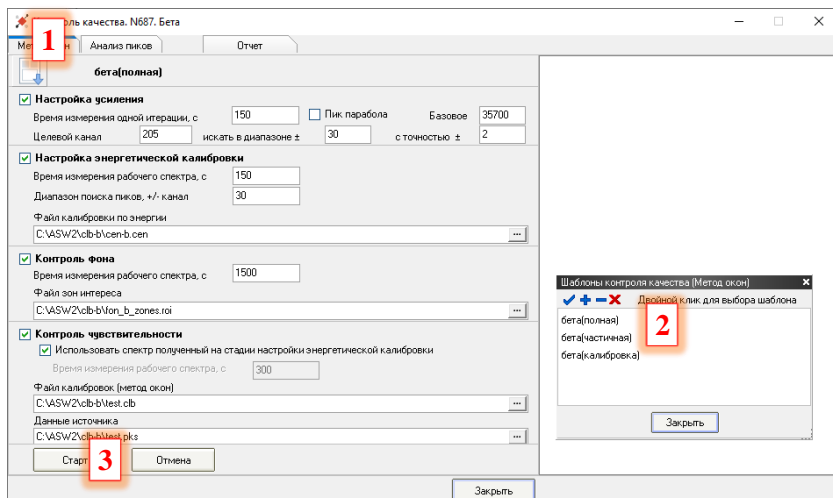 троль качества. N687. Бета
1
Анализ пиков
Отчет
бета(полная)
Настройка усиления
Время измерения одной итерации, с 150 Пик парабола Базовое 35700
Целевой канал 205 искать в диапазоне ± 30 с точностью ± 2
Настройка энергетической калибровки
Время измерения рабочего спектра, с 150
Диапазон поиска пиков, +/- канал 30
Файл калибровки по энергии
C:\ASW2\clb-b\cen-b.cen ...
Контроль фона
Время измерения рабочего спектра, с 1500
Файл зон интереса
C:\ASW2\clb-b\fon_b_zones.roi ...
Контроль чувствительности
Использовать спектр полученный на стадии настройки энергетической калибровки
Время измерения рабочего спектра, с 300
Файл калибровок (метод окон)
C:\ASW2\clb-b\test.clb ...
Данные источника
C:\ASW2\clb-b\test.pks ...
Старт
3
Отмена
Закрыть
Шаблоны контроля качества (Метод окон)
Двойной клик для выбора шаблона
2
бета(полная)
бета(частичная)
бета(калибровка)
Закрыть